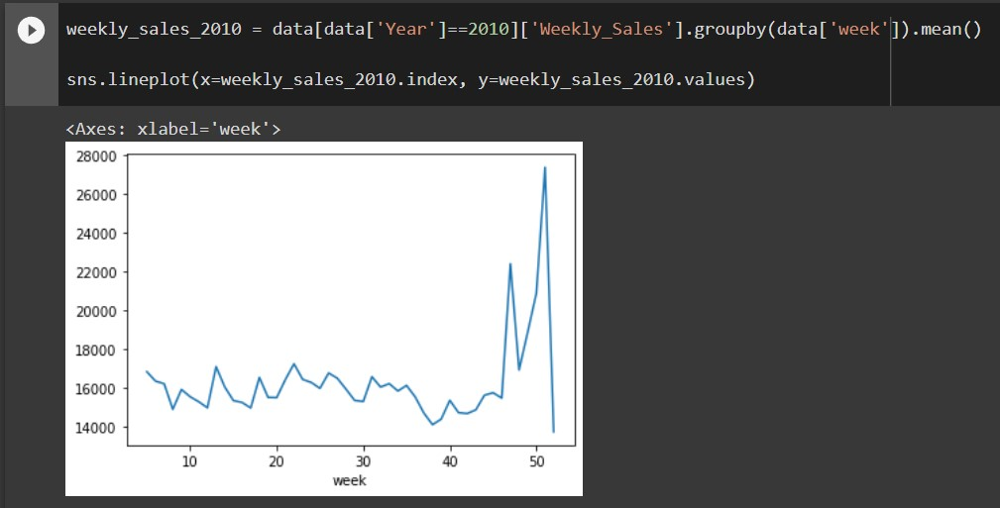 weekly_sales_2010 = data[data['Year']==2010]['Weekly_Sales'].groupby(data['week']).mean()
sns.lineplot(x=weekly_sales_2010.index, y=weekly_sales_2010.values)
<Axes: xlabel='week'>
28000
26000
24000
22000
20000
18000
16000
14000
10 20 30 40 50
week